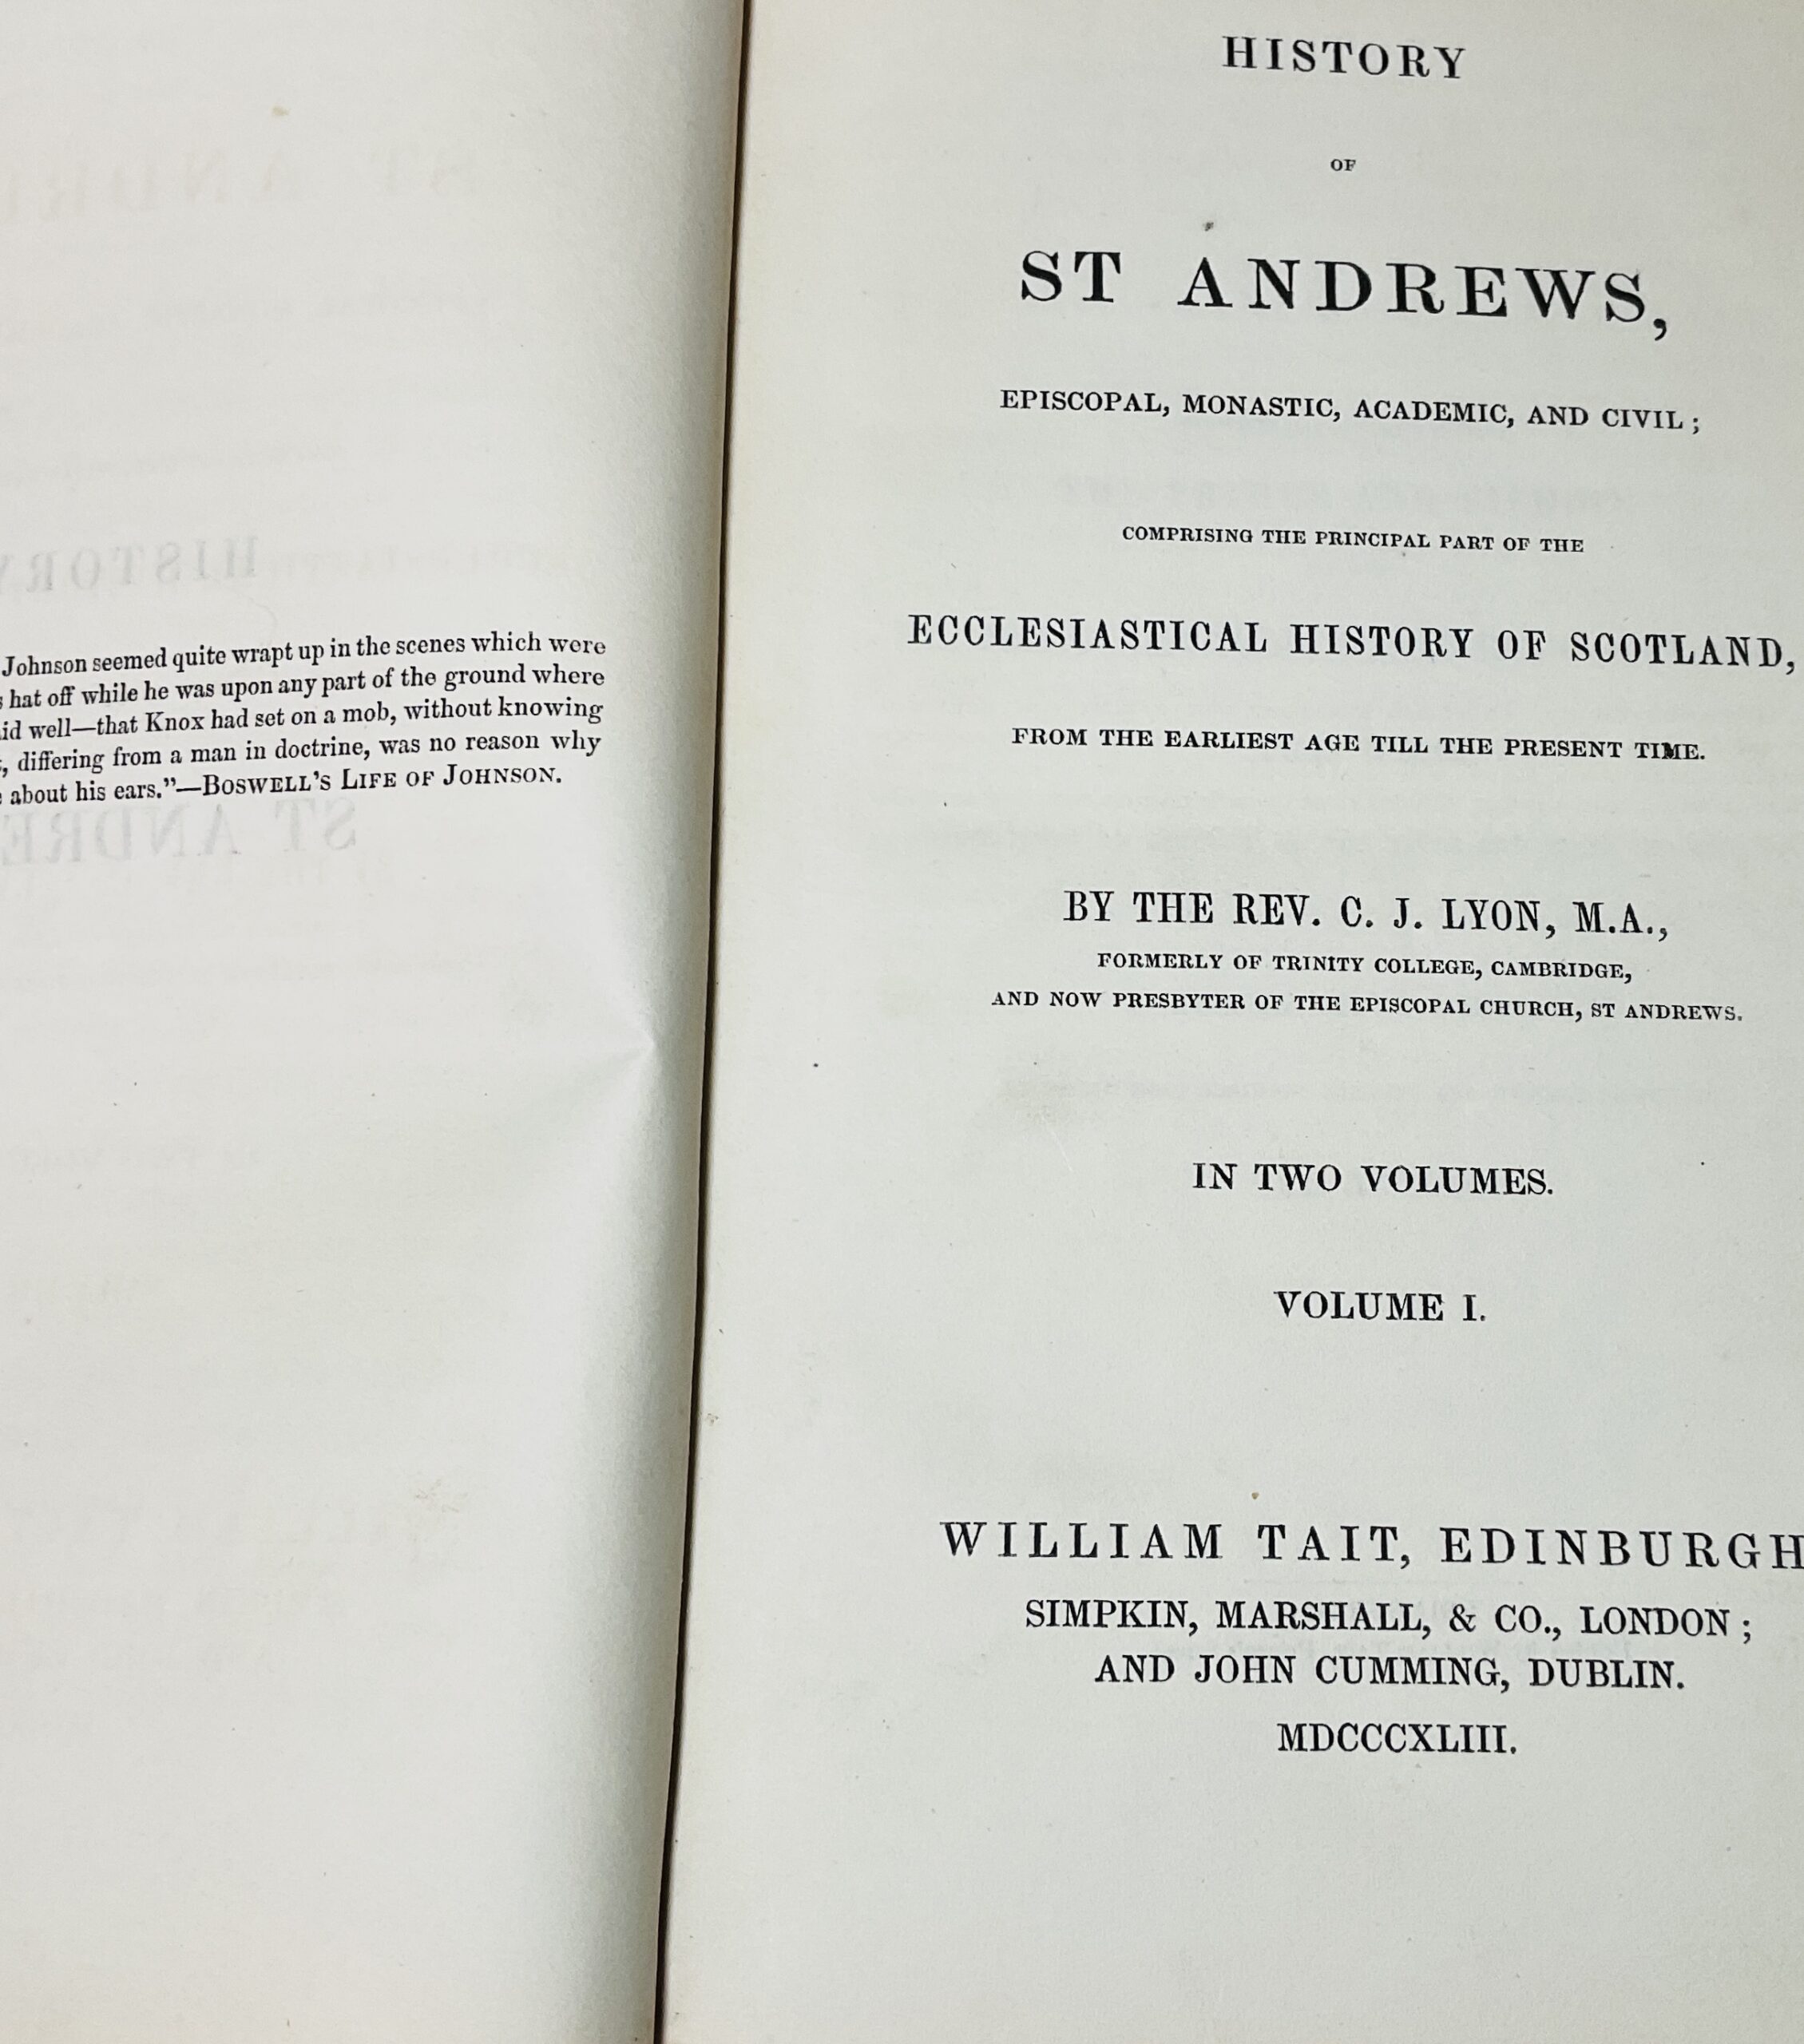 Johnson seemed quite wrapt up in the scenes which were
hat off while he was upon any part of the ground where
well—that Knox had set on a mob, without knowing
differing from a man in doctrine, was no reason why
about his ears.”—BOSWELL’S LIFE OF JOHNSON.
HISTORY
OF
ST ANDREWS,
EPISCOPAL, MONASTIC, ACADEMIC, AND CIVIL;
COMPRISING THE PRINCIPAL PART OF THE
ECCLESIASTICAL HISTORY OF SCOTLAND,
FROM THE EARLIEST AGE TILL THE PRESENT TIME.
BY THE REV. C. J. LYON, M.A.,
FORMERLY OF TRINITY COLLEGE, CAMBRIDGE,
AND NOW PRESBYTER OF THE EPISCOPAL CHURCH, ST ANDREWS.
IN TWO VOLUMES.
VOLUME I.
WILLIAM TAIT, EDINBURGH
SIMPKIN, MARSHALL, & CO., LONDON;
AND JOHN CUMMING, DUBLIN.
MDCCCXLIII.